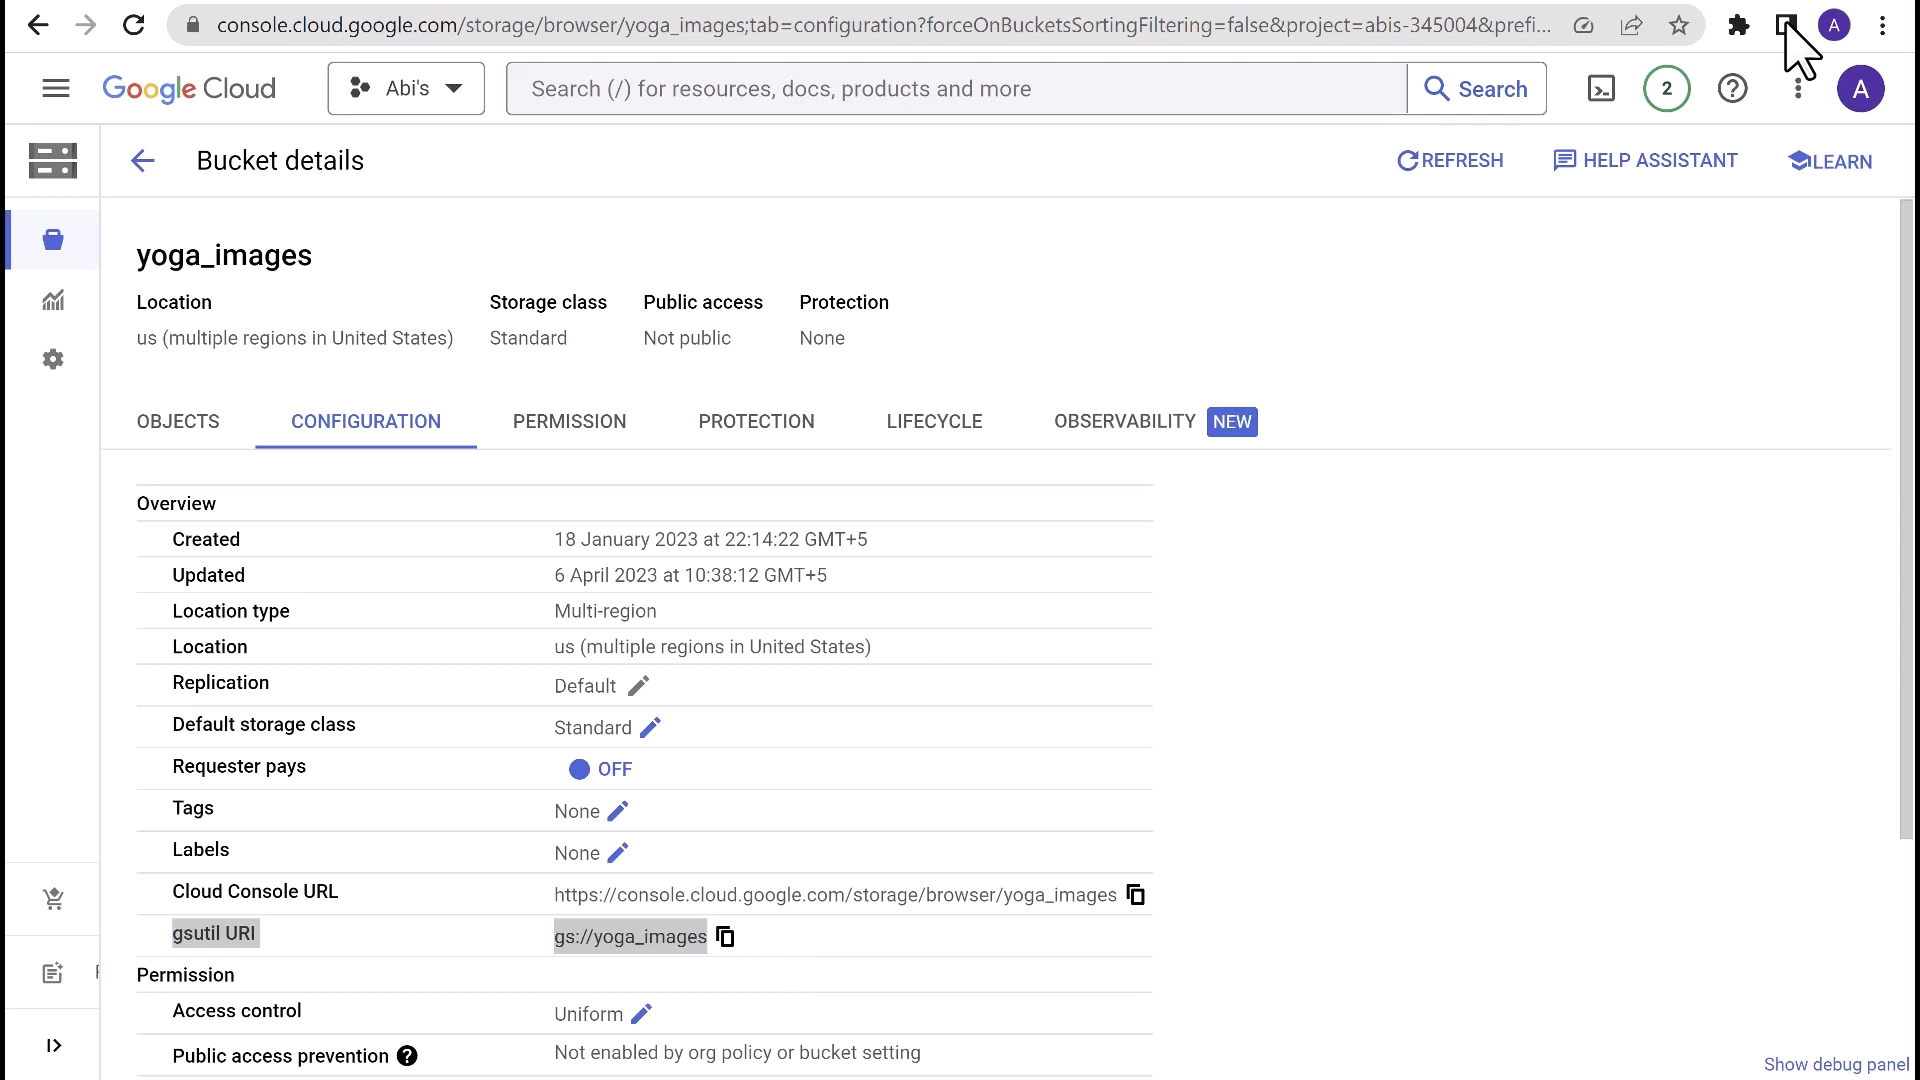 console.cloud.google.com/storage/browser/yoga_images;tab=configuration?forceOnBucketsSortingFiltering=false&project=abis-345004&prefi... A
Google Cloud Abi's Search (/) for resources, docs, products and more Search 2 A
Bucket details REFRESH HELP ASSISTANT LEARN
yoga_images
Location Storage class Public access Protection
us (multiple regions in United States) Standard Not public None
OBJECTS CONFIGURATION PERMISSION PROTECTION LIFECYCLE OBSERVABILITY NEW
Overview
Created 18 January 2023 at 22:14:22 GMT+5
Updated 6 April 2023 at 10:38:12 GMT+5
Location type Multi-region
Location us (multiple regions in United States)
Replication Default
Default storage class Standard
Requester pays OFF
Tags None
Labels None
Cloud Console URL https://console.cloud.google.com/storage/browser/yoga_images
gsutil URI gs://yoga_images
Permission
Access control Uniform
Public access prevention Not enabled by org policy or bucket setting
Show debug panel